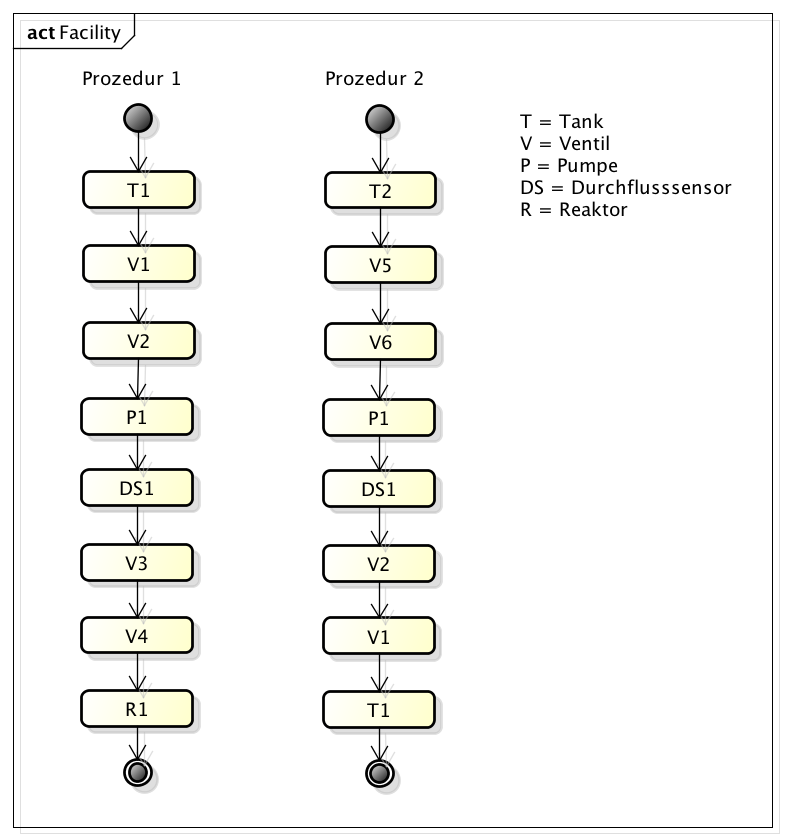 act Facility
Prozedur 1
T1
V1
V2
P1
DS1
V3
V4
R1
Prozedur 2
T2
V5
V6
P1
DS1
V2
V1
T1
T = Tank
V = Ventil
P = Pumpe
DS = Durchflusssensor
R = Reaktor